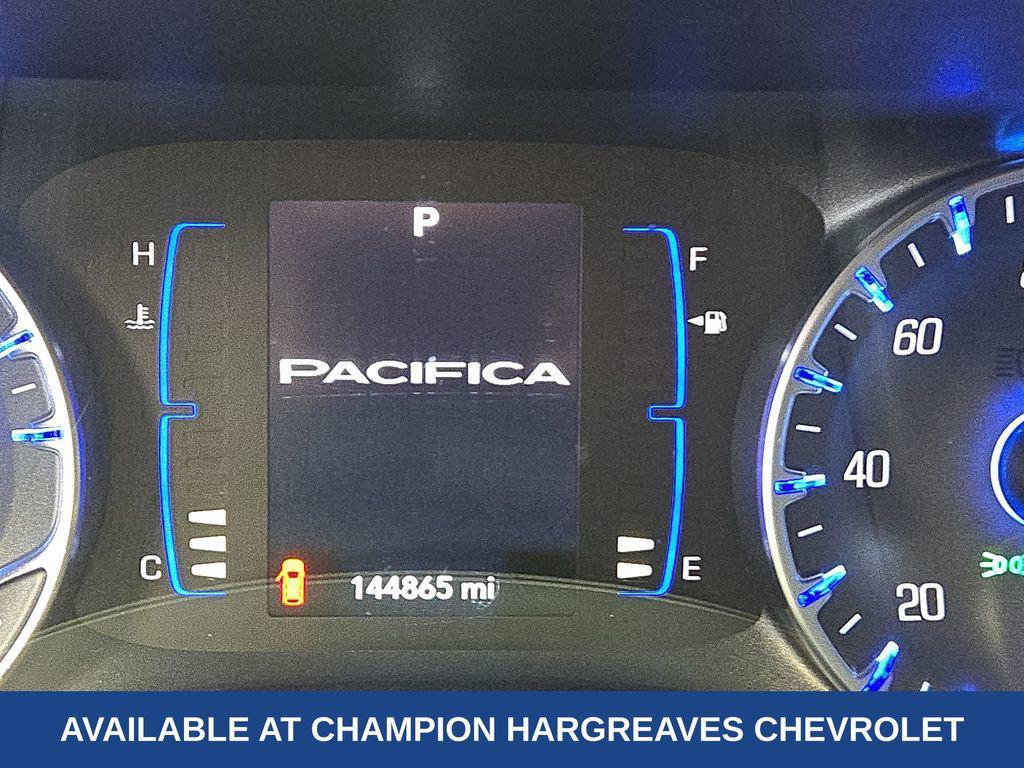 P
H
F
60
PACIFICA
40
C
E
144865 mi
20
AVAILABLE AT CHAMPION HARGREAVES CHEVROLET